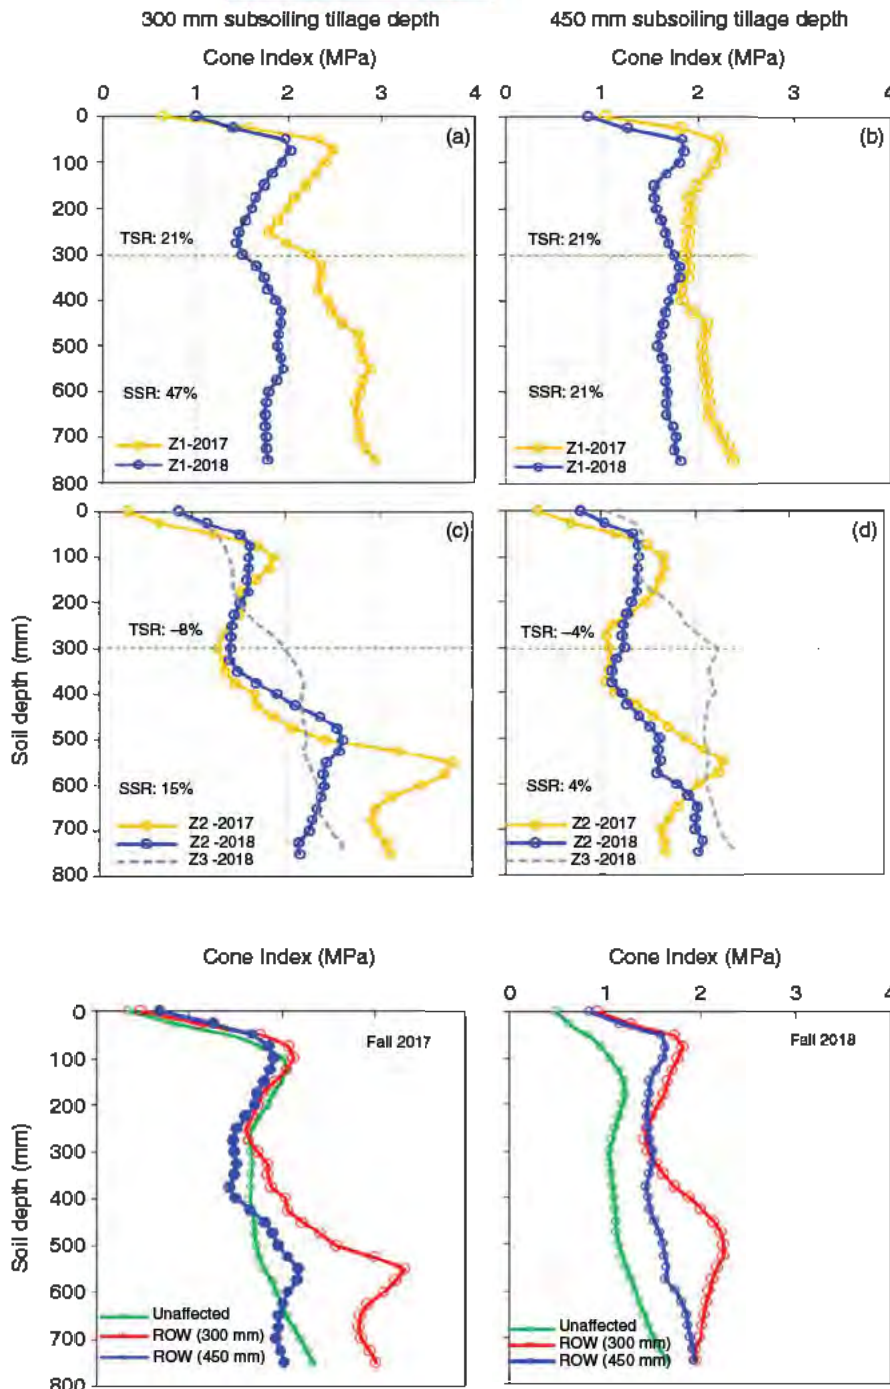 300 mm subsoiling tillage depth
450 mm subsoiling tillage depth
Cone Index (MPa)
Cone Index (MPa)
0 1 2 3 4
0 1 2 3 4
0
100
200
300
400
500
600
700
800
(a)
TSR: 21%
SSR: 47%
Z1-2017
Z1-2018
(b)
TSR: 21%
SSR: 21%
Z1-2017
Z1-2018
Soil depth (mm)
0
100
200
300
400
500
600
700
800
(c)
TSR: –8%
SSR: 15%
Z2 -2017
Z2 -2018
Z3 -2018
(d)
TSR: –4%
SSR: 4%
Z2 -2017
Z2 -2018
Z3 -2018
Cone Index (MPa)
Cone Index (MPa)
0 1 2 3 4
Soil depth (mm)
0
100
200
300
400
500
600
700
800
Fall 2017
Unaffected
ROW (300 mm)
ROW (450 mm)
Fall 2018
Unaffected
ROW (300 mm)
ROW (450 mm)